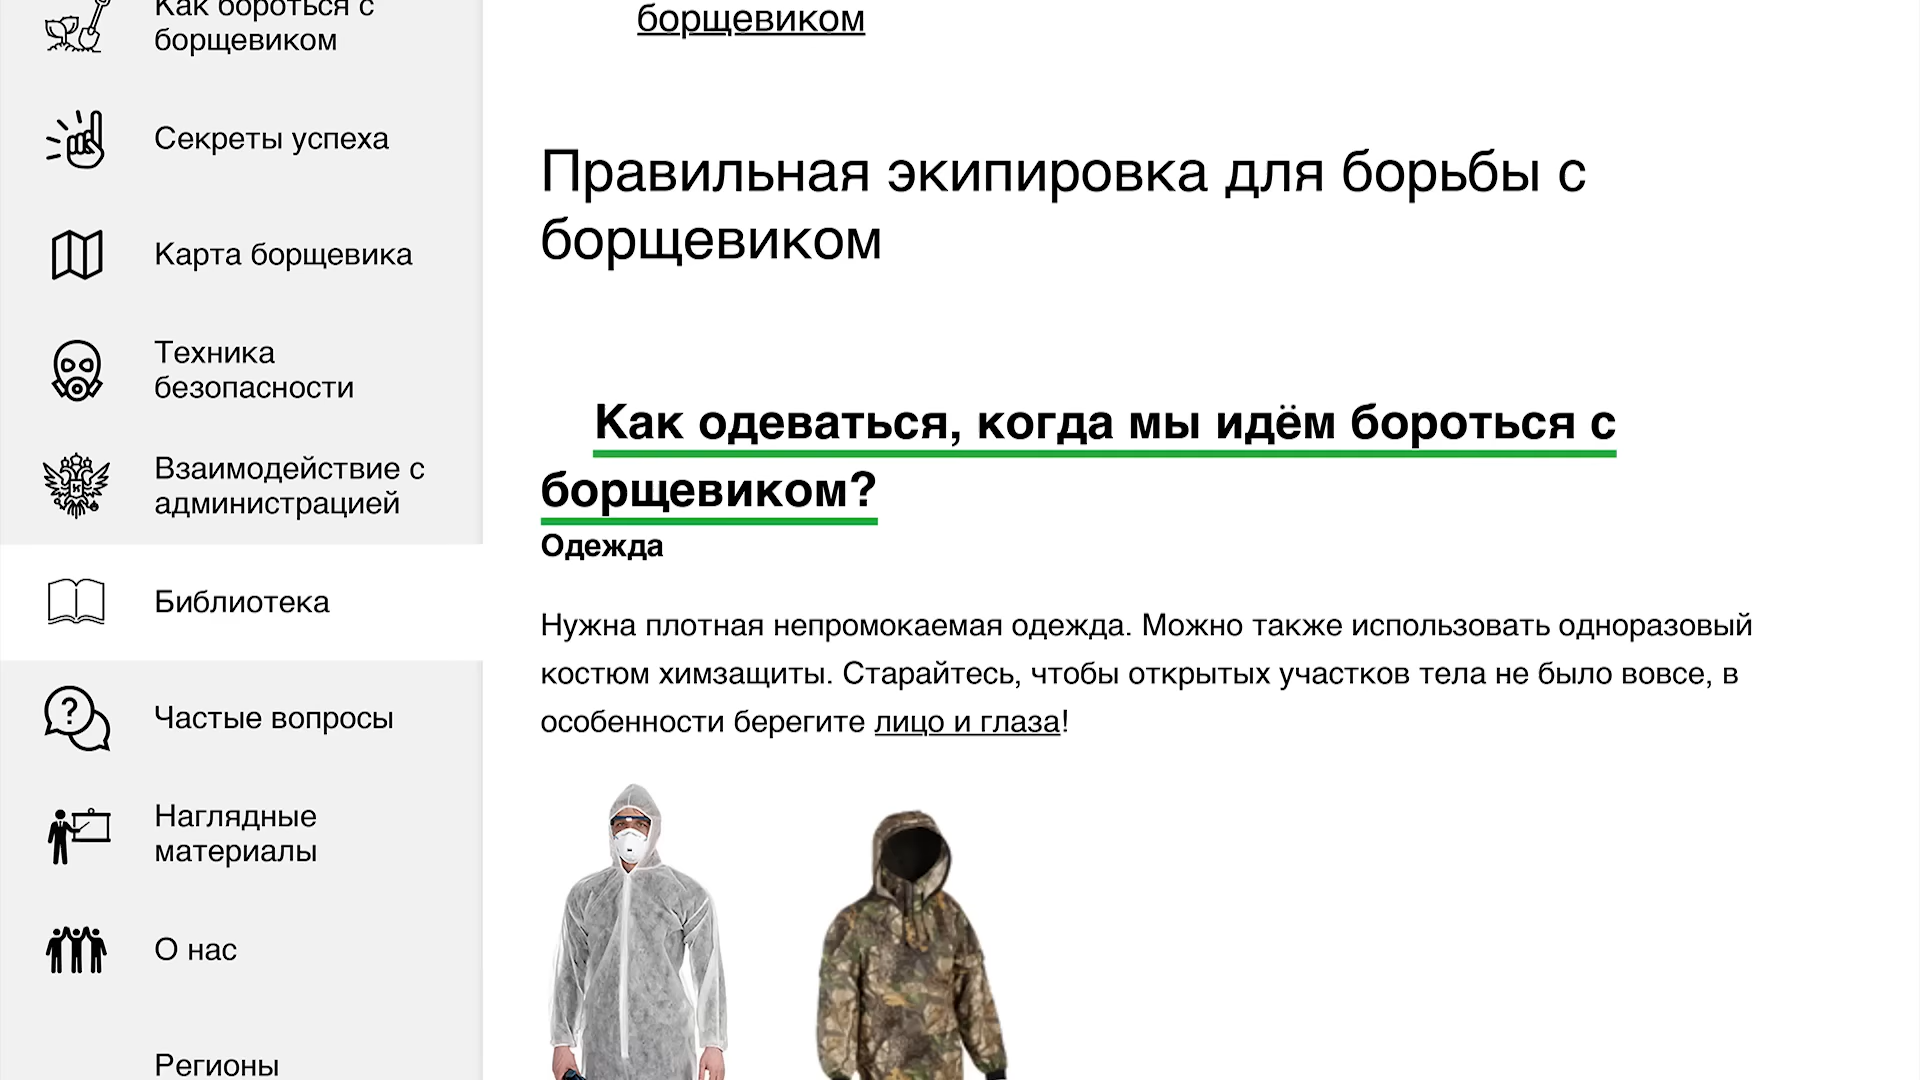 Как бороться с
борщевиком
Секреты успеха
Карта борщевика
Техника
безопасности
Взаимодействие с
администрацией
Библиотека
Частые вопросы
Наглядные
материалы
О нас
Регионы
борщевиком
Правильная экипировка для борьбы с
борщевиком
Как одеваться, когда мы идём бороться с
борщевиком?
Одежда
Нужна плотная непромокаемая одежда. Можно также использовать одноразовый
костюм химзащиты. Старайтесь, чтобы открытых участков тела не было вовсе, в
особенности берегите лицо и глаза!